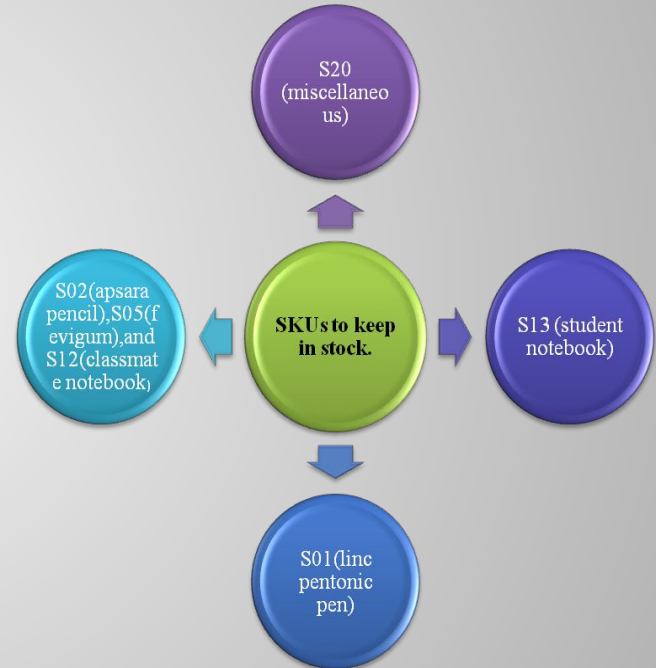 S20
(miscellaneo
us)
S02(apsara
pencil),S05(f
evigum),and
S12(classmat
e notebook)
SKUs to keep
in stock.
S13 (student
notebook)
S01(linc
pentonic
pen)